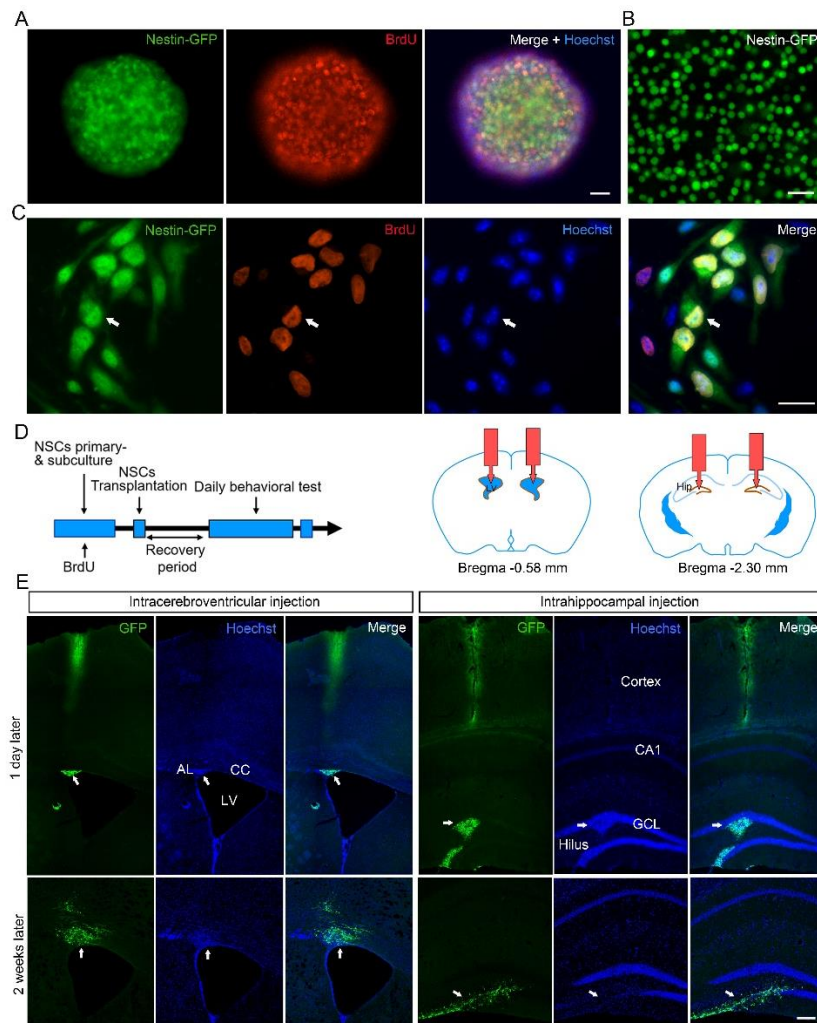 A
Nestin-GFP
BrdU
Merge + Hoechst
B
Nestin-GFP
C
Nestin-GFP
BrdU
Hoechst
Merge
D
NSCs primary-
& subculture
NSCs
Transplantation
Daily behavioral test
Recovery
period
BrdU
Bregma -0.58 mm
Hip
Bregma -2.30 mm
E
Intracerebroventricular injection
Intrahippocampal injection
1 day later
GFP
Hoechst
Merge
GFP
Hoechst
Merge
Cortex
CA1
AL
CC
LV
GCL
Hilus
2 weeks later